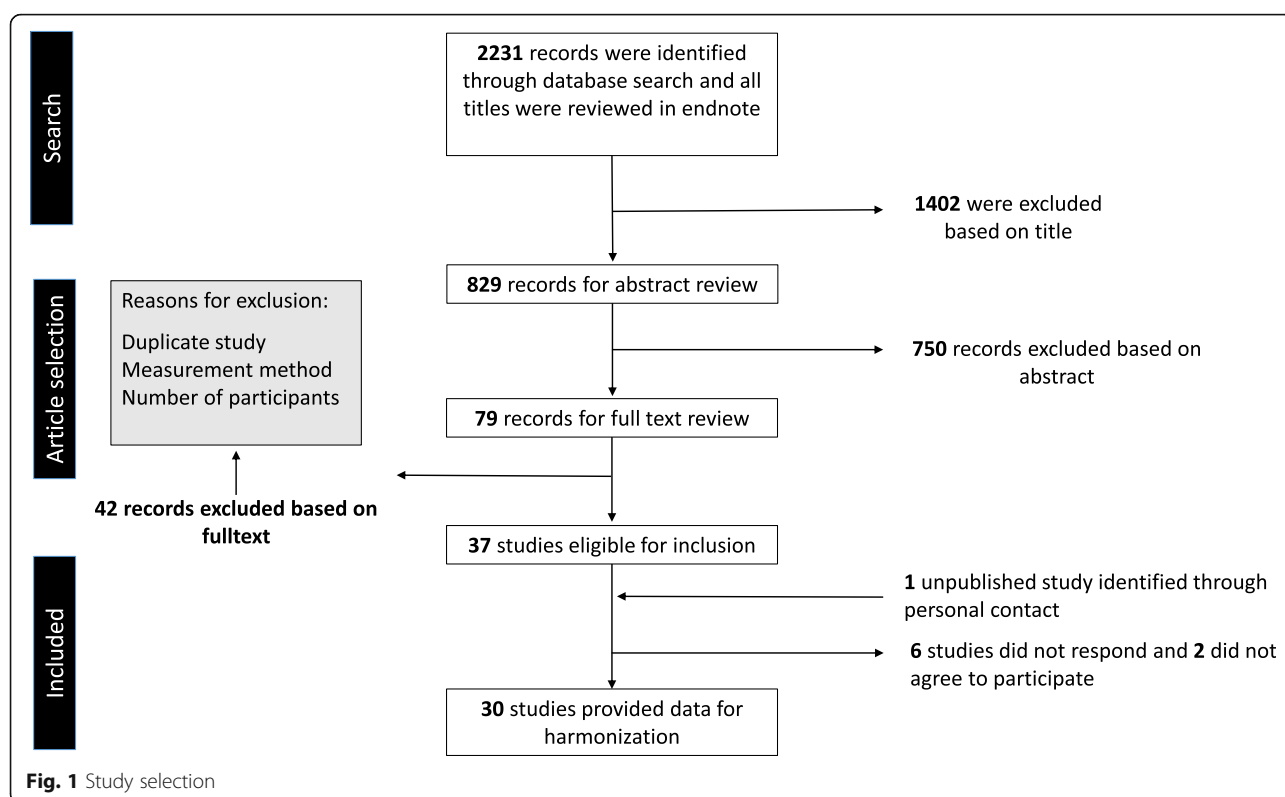 Search
2231 records were identified
through database search and all
titles were reviewed in endnote
1402 were excluded
based on title
Article selection
829 records for abstract review
Reasons for exclusion:
Duplicate study
Measurement method
Number of participants
750 records excluded based on
abstract
79 records for full text review
42 records excluded based on
fulltext
37 studies eligible for inclusion
Included
1 unpublished study identified through
personal contact
6 studies did not respond and 2 did not
agree to participate
30 studies provided data for
harmonization
Fig. 1 Study selection